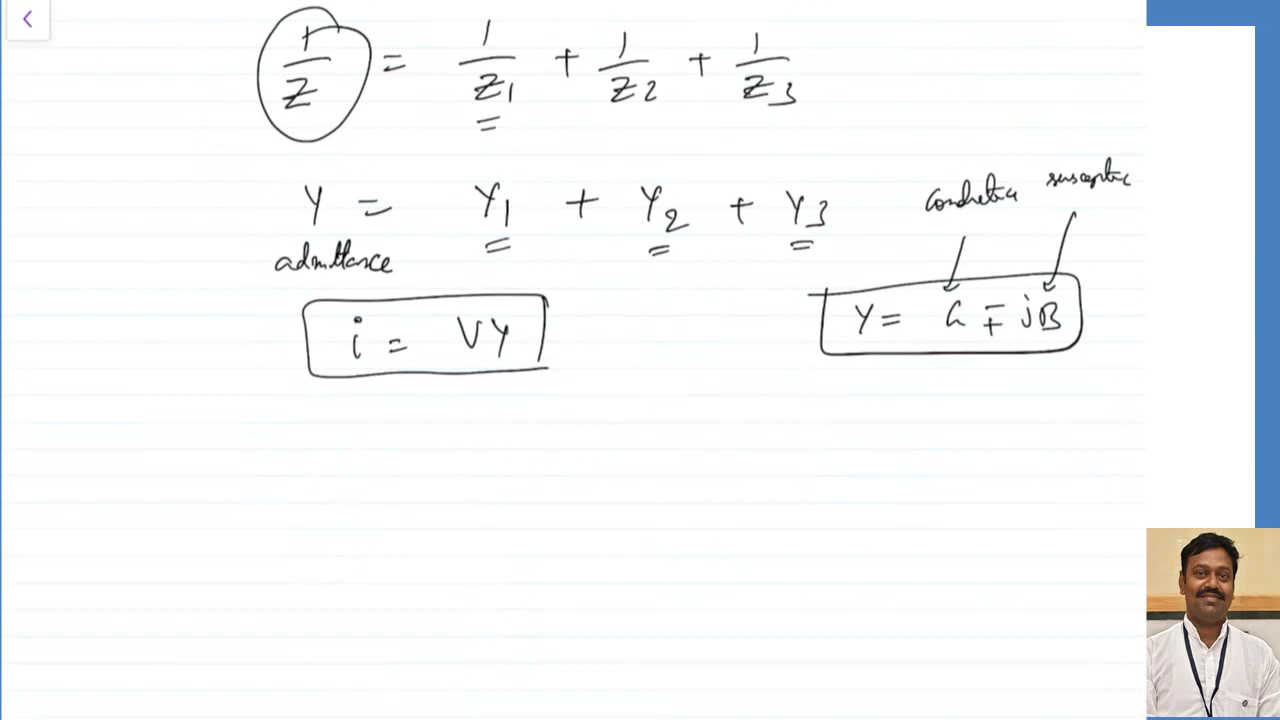 1/Z = 1/Z1 + 1/Z2 + 1/Z3
Y = Y1 + Y2 + Y3
admittance
i = VY
Y = G ∓ jB